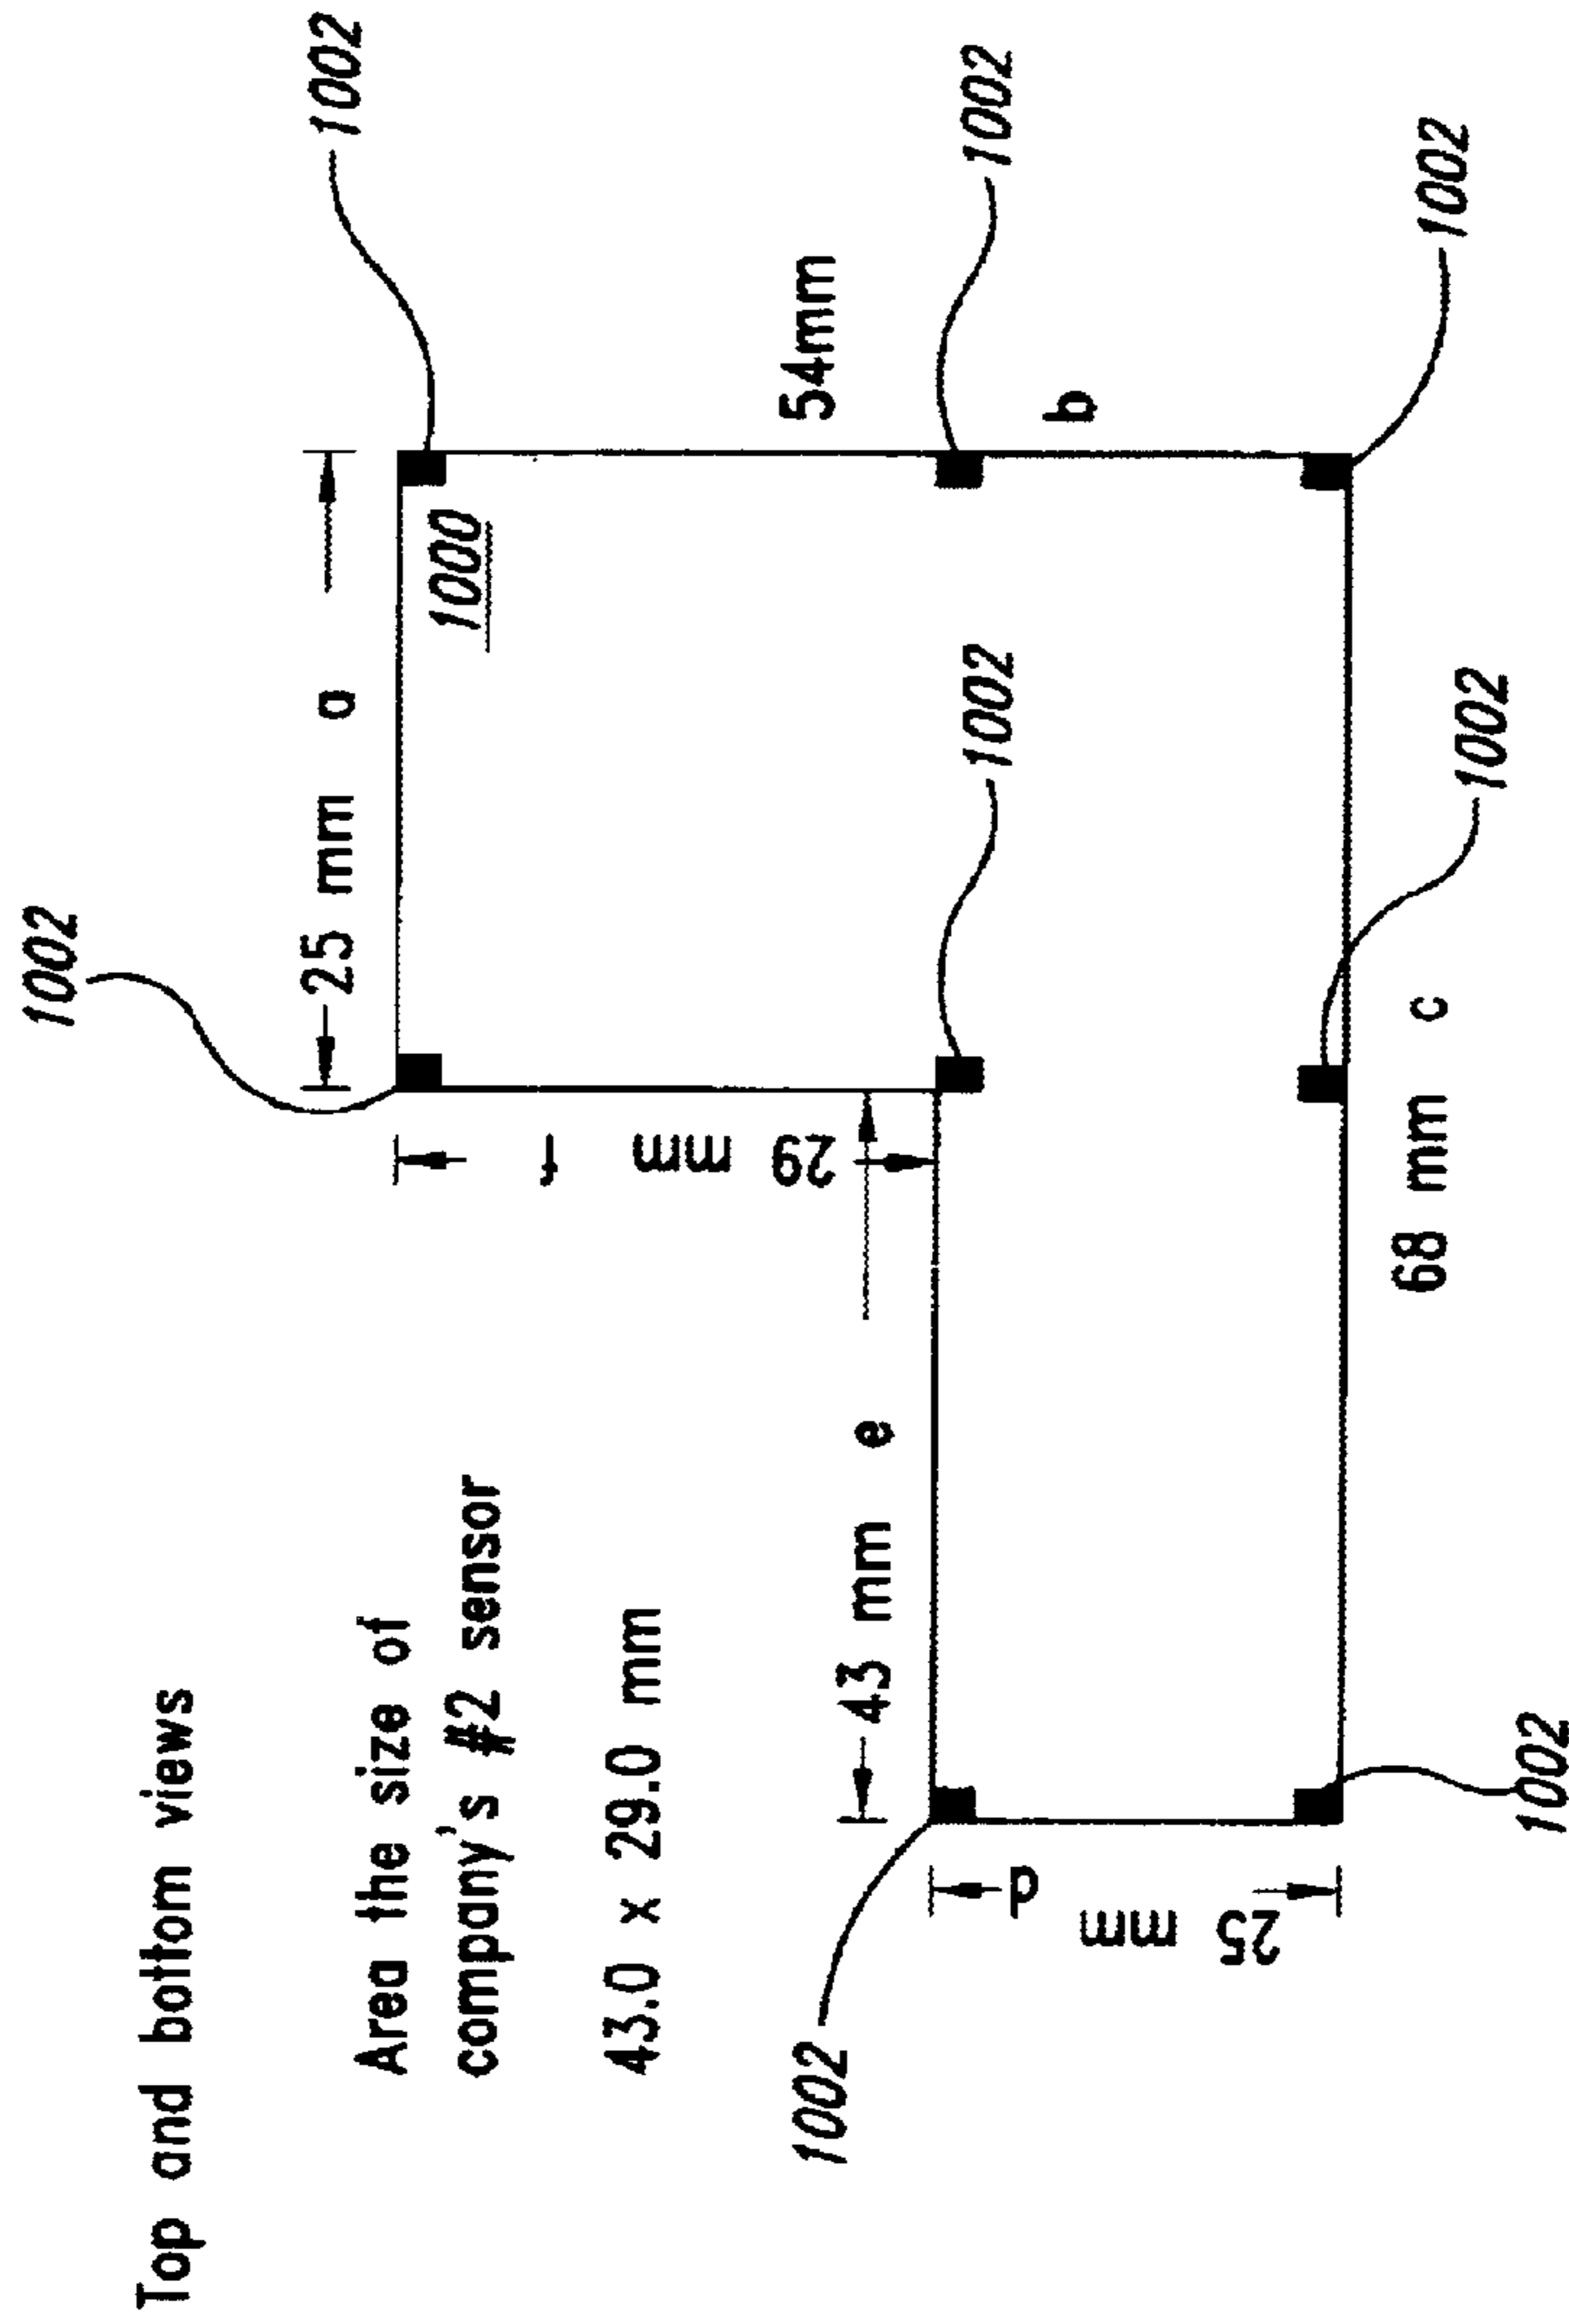 1002
Top and bottom views
25 mm a
1002
Area the size of
company's #2 sensor
1000
43.0 x 29.0 mm
29 mm f
54mm
1002
43 mm e
1002
1002
b
25 mm d
68 mm c
1002
1002
1002